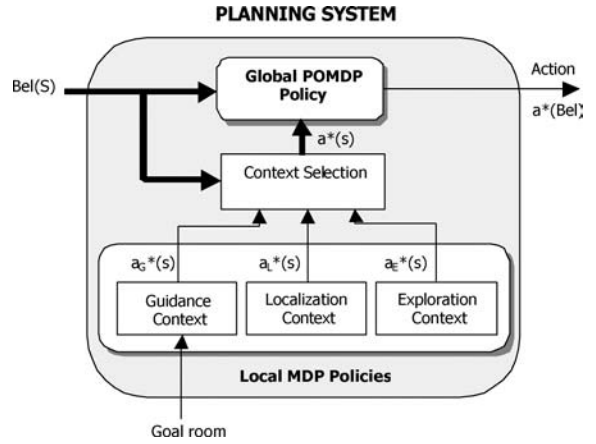 PLANNING SYSTEM
Bel(S)
Global POMDP
Policy
Action
a*(Bel)
a*(s)
Context Selection
aG*(s)
aL*(s)
aE*(s)
Guidance
Context
Localization
Context
Exploration
Context
Local MDP Policies
Goal room